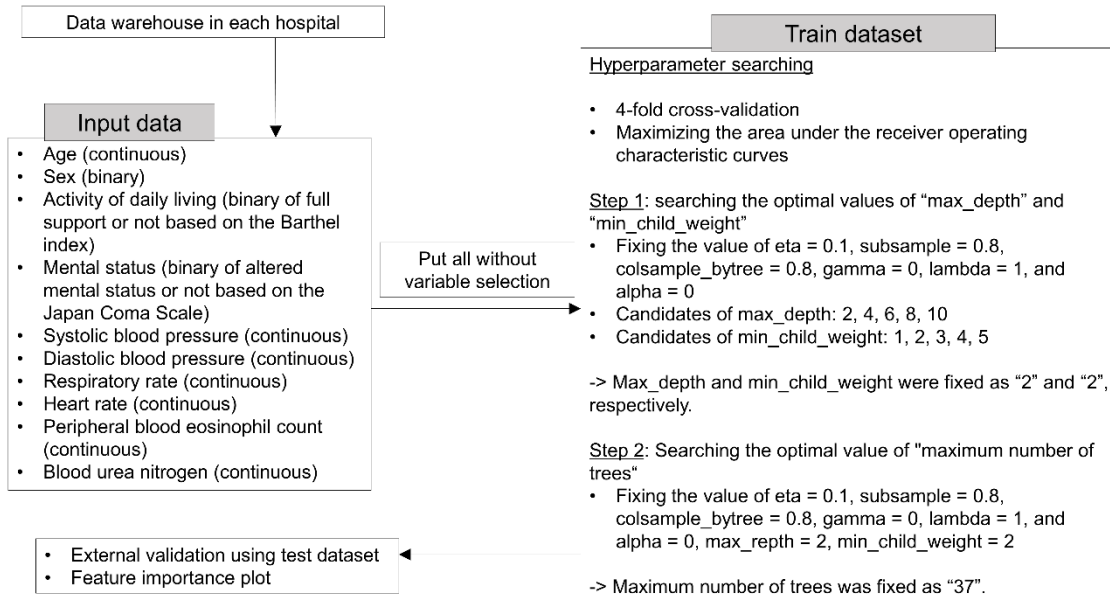 Data warehouse in each hospital
Input data
• Age (continuous)
• Sex (binary)
• Activity of daily living (binary of full
support or not based on the Barthel
index)
• Mental status (binary of altered
mental status or not based on the
Japan Coma Scale)
• Systolic blood pressure (continuous)
• Diastolic blood pressure (continuous)
• Respiratory rate (continuous)
• Heart rate (continuous)
• Peripheral blood eosinophil count
(continuous)
• Blood urea nitrogen (continuous)
Put all without
variable selection
Train dataset
Hyperparameter searching
• 4-fold cross-validation
• Maximizing the area under the receiver operating
characteristic curves
Step 1: searching the optimal values of “max_depth” and
“min_child_weight”
• Fixing the value of eta = 0.1, subsample = 0.8,
colsample_bytree = 0.8, gamma = 0, lambda = 1, and
alpha = 0
• Candidates of max_depth: 2, 4, 6, 8, 10
• Candidates of min_child_weight: 1, 2, 3, 4, 5
-> Max_depth and min_child_weight were fixed as “2” and “2”,
respectively.
Step 2: Searching the optimal value of "maximum number of
trees“
• Fixing the value of eta = 0.1, subsample = 0.8,
colsample_bytree = 0.8, gamma = 0, lambda = 1, and
alpha = 0, max_repth = 2, min_child_weight = 2
-> Maximum number of trees was fixed as “37”.
• External validation using test dataset
• Feature importance plot